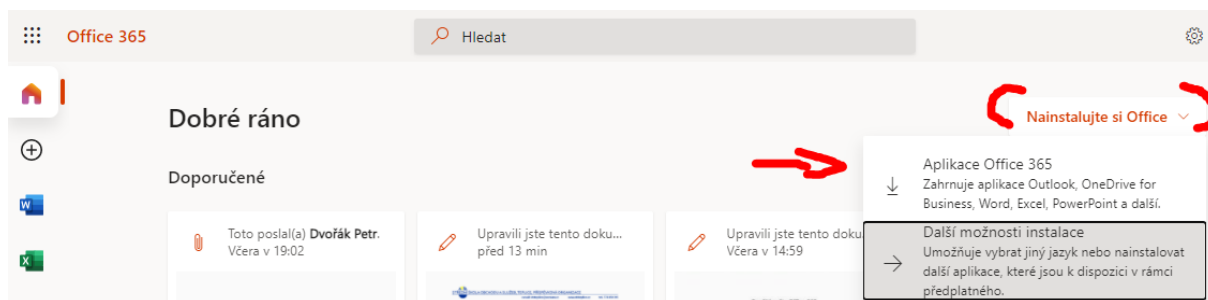 Office 365
Hledat
Dobré ráno
Nainstalujte si Office
Aplikace Office 365
Zahrnuje aplikace Outlook, OneDrive for
Business, Word, Excel, PowerPoint a další.
Doporučené
Další možnosti instalace
Umožňuje vybrat jiný jazyk nebo nainstalovat
další aplikace, které jsou k dispozici v rámci
předplatného.
Toto poslal(a) Dvořák Petr.
Včera v 19:02
Upravili jste tento doku...
před 13 min
Upravili jste tento doku
Včera v 14:59